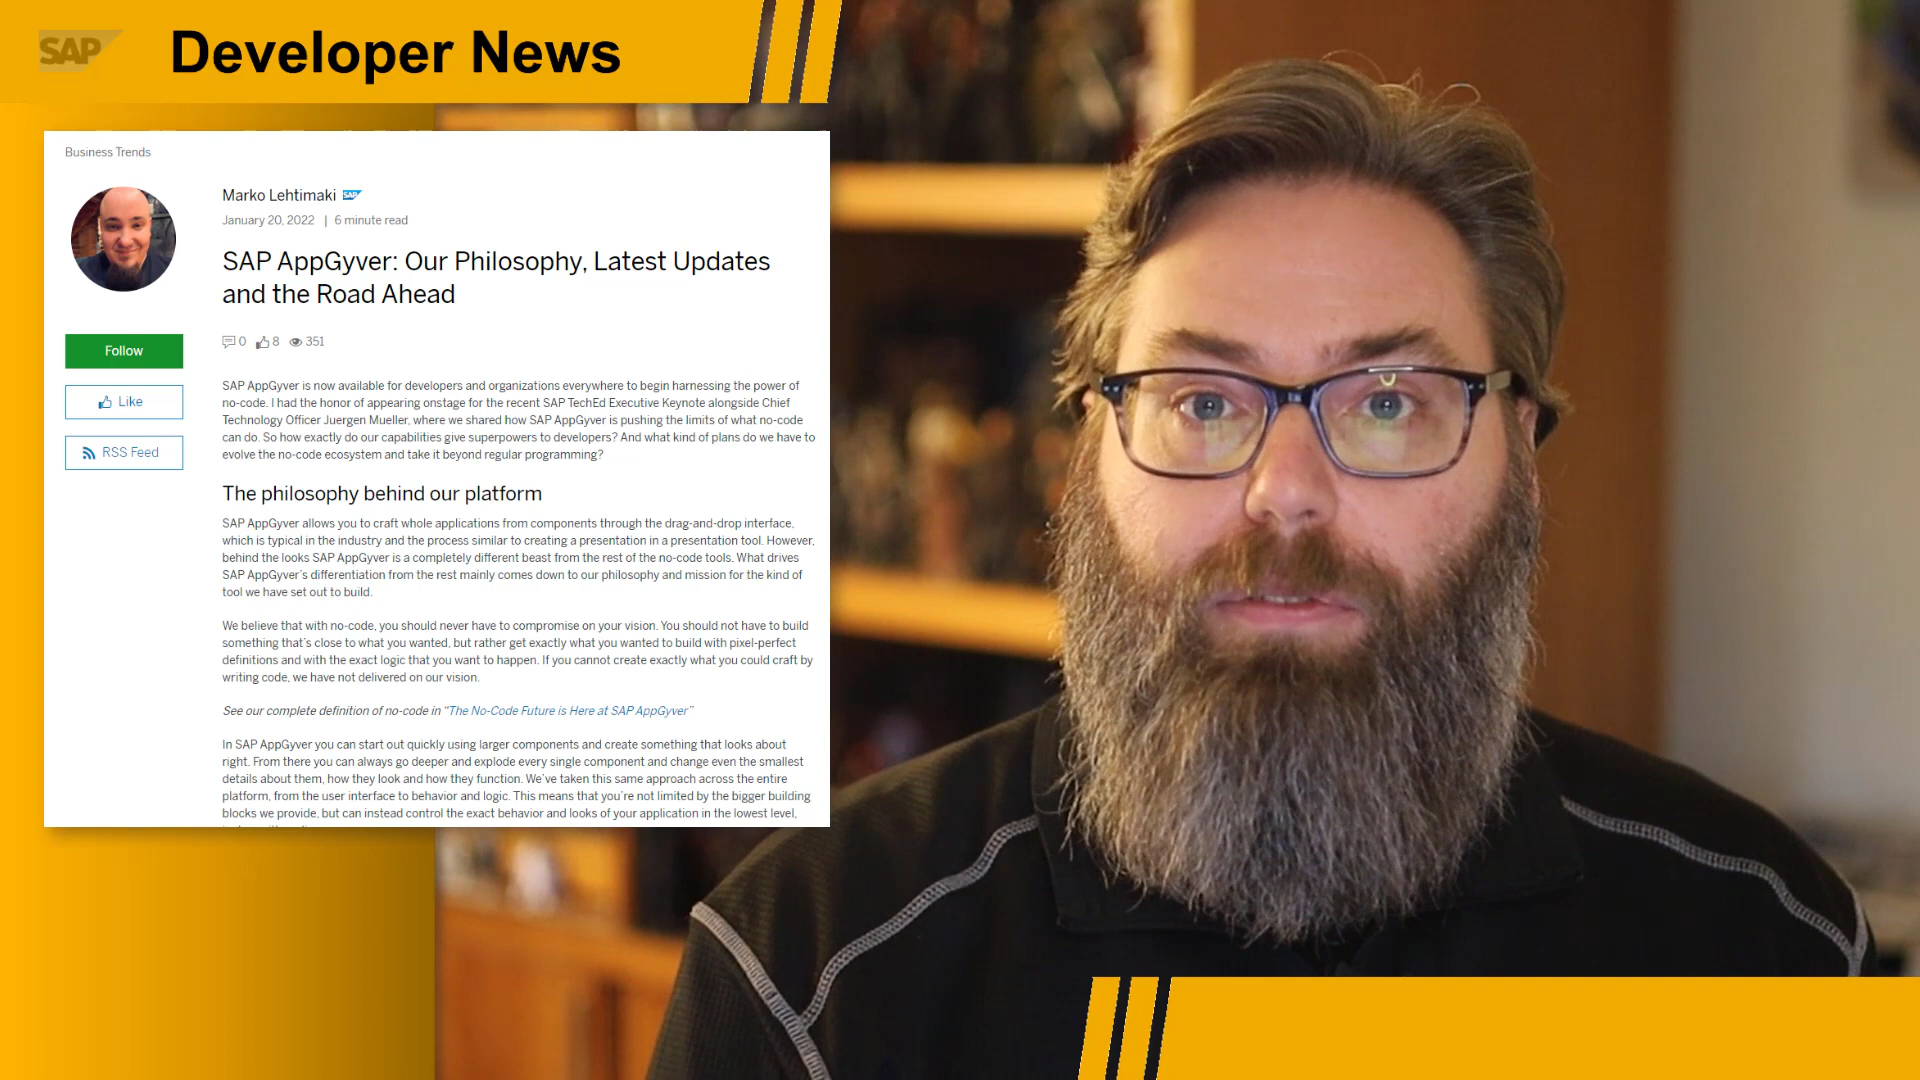 SAP Developer News
Business Trends
Marko Lehtimaki SAP
January 20, 2022 | 6 minute read
SAP AppGyver: Our Philosophy, Latest Updates
and the Road Ahead
0 8 351
Follow
Like
RSS Feed
SAP AppGyver is now available for developers and organizations everywhere to begin harnessing the power of
no-code. I had the honor of appearing onstage for the recent SAP TechEd Executive Keynote alongside Chief
Technology Officer Juergen Mueller, where we shared how SAP AppGyver is pushing the limits of what no-code
can do. So how exactly do our capabilities give superpowers to developers? And what kind of plans do we have to
evolve the no-code ecosystem and take it beyond regular programming?
The philosophy behind our platform
SAP AppGyver allows you to craft whole applications from components through the drag-and-drop interface,
which is typical in the industry and the process similar to creating a presentation in a presentation tool. However,
behind the looks SAP AppGyver is a completely different beast from the rest of the no-code tools. What drives
SAP AppGyver's differentiation from the rest mainly comes down to our philosophy and mission for the kind of
tool we have set out to build.
We believe that with no-code, you should never have to compromise on your vision. You should not have to build
something that's close to what you wanted, but rather get exactly what you wanted to build with pixel-perfect
definitions and with the exact logic that you want to happen. If you cannot create exactly what you could craft by
writing code, we have not delivered on our vision.
See our complete definition of no-code in “The No-Code Future is Here at SAP AppGyver”
In SAP AppGyver you can start out quickly using larger components and create something that looks about
right. From there you can always go deeper and explode every single component and change even the smallest
details about them, how they look and how they function. We've taken this same approach across the entire
platform, from the user interface to behavior and logic. This means that you're not limited by the bigger building
blocks we provide, but can instead control the exact behavior and looks of your application in the lowest level,